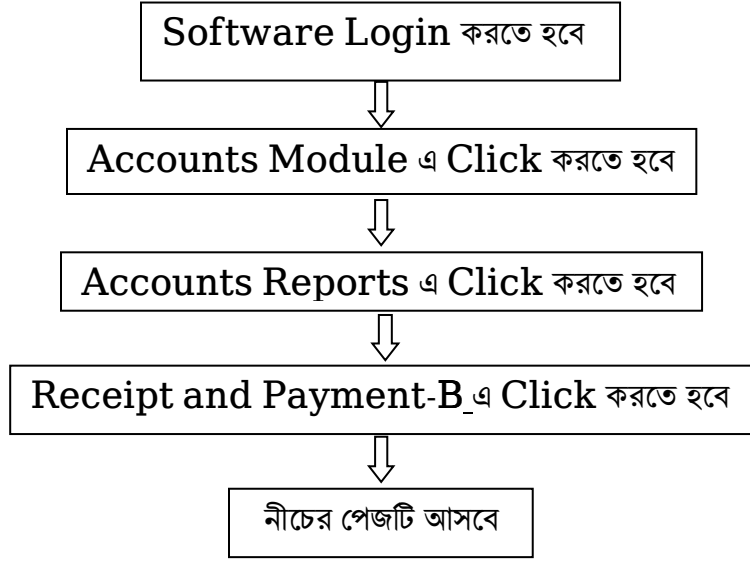 Software Login করতে হবে
Accounts Module এ Click করতে হবে
Accounts Reports এ Click করতে হবে
Receipt and Payment-B এ Click করতে হবে
নীচের পেজটি আসবে